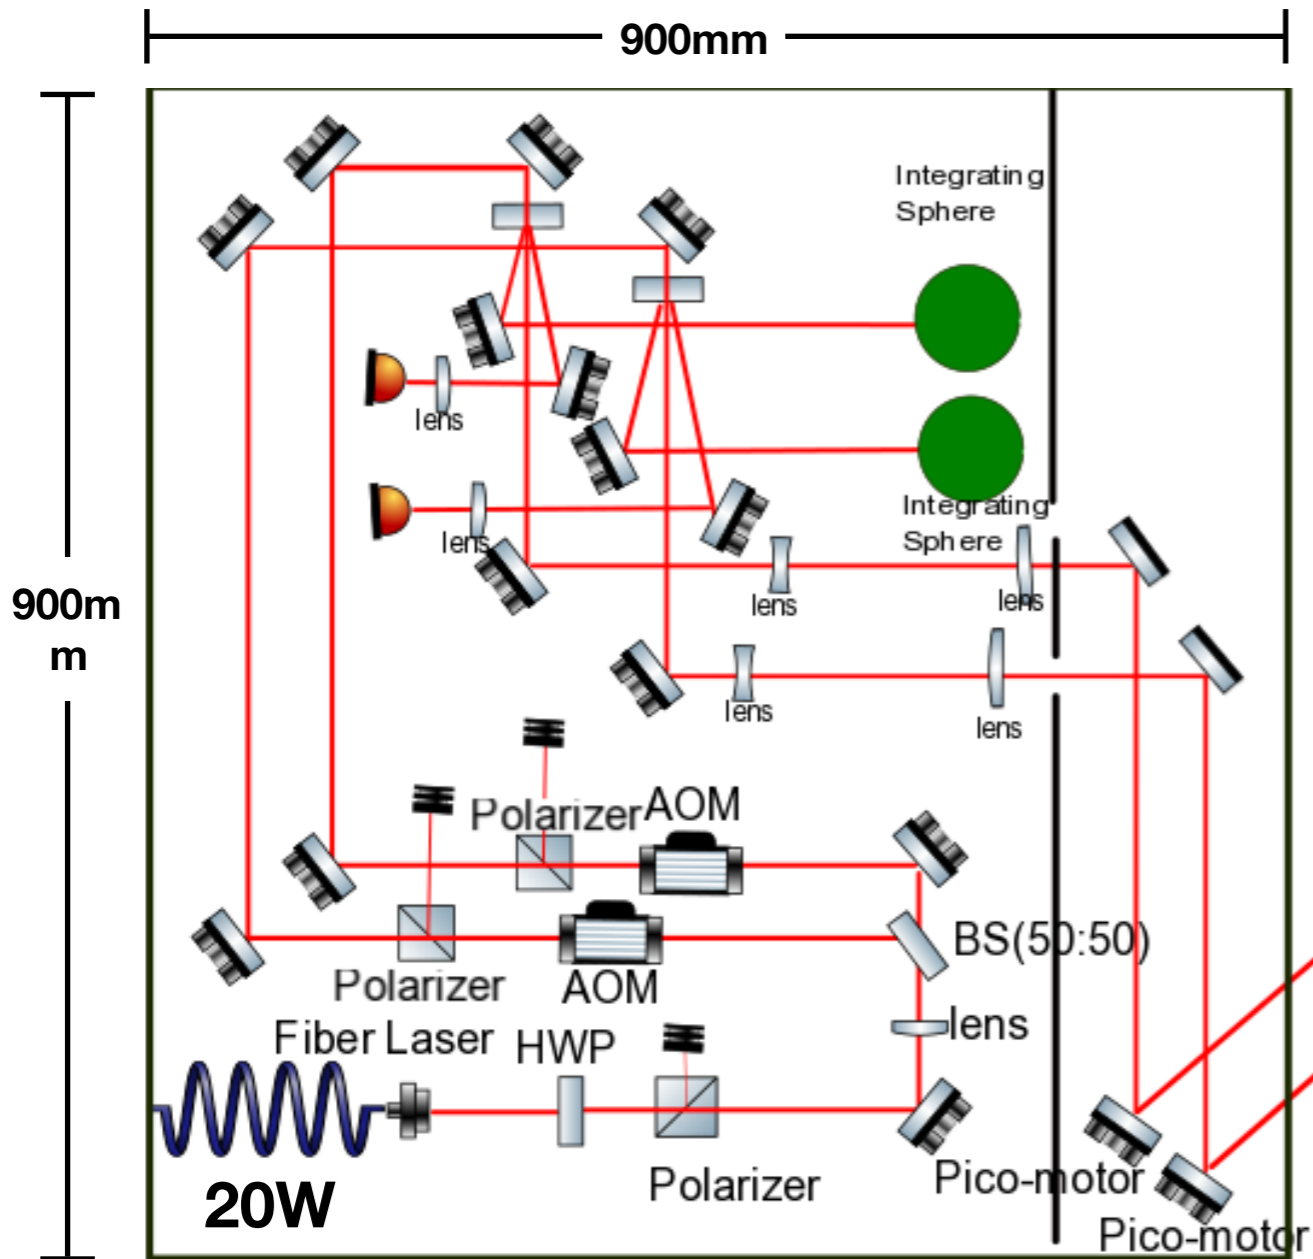 900mm
Integrating
Sphere
lens
Integrating
Sphere
lens
lens
lens
900m
m
lens
lens
Polarizer
AOM
BS(50:50)
Polarizer
AOM
lens
Fiber Laser
HWP
20W
Polarizer
Pico-motor
Pico-motor